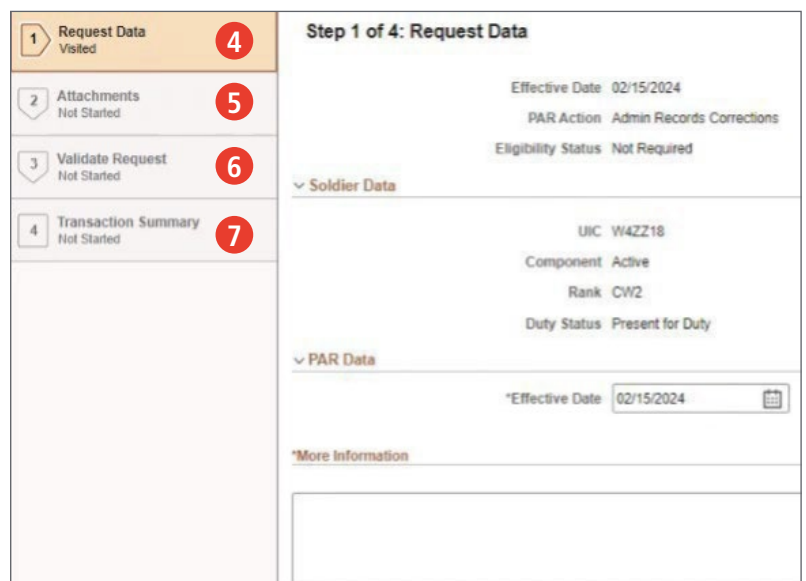 1 Request Data
Visited
4
2 Attachments
Not Started
5
3 Validate Request
Not Started
6
4 Transaction Summary
Not Started
7
Step 1 of 4: Request Data
Effective Date 02/15/2024
PAR Action Admin Records Corrections
Eligibility Status Not Required
Soldier Data
UIC W4ZZ18
Component Active
Rank CW2
Duty Status Present for Duty
PAR Data
*Effective Date 02/15/2024
*More Information